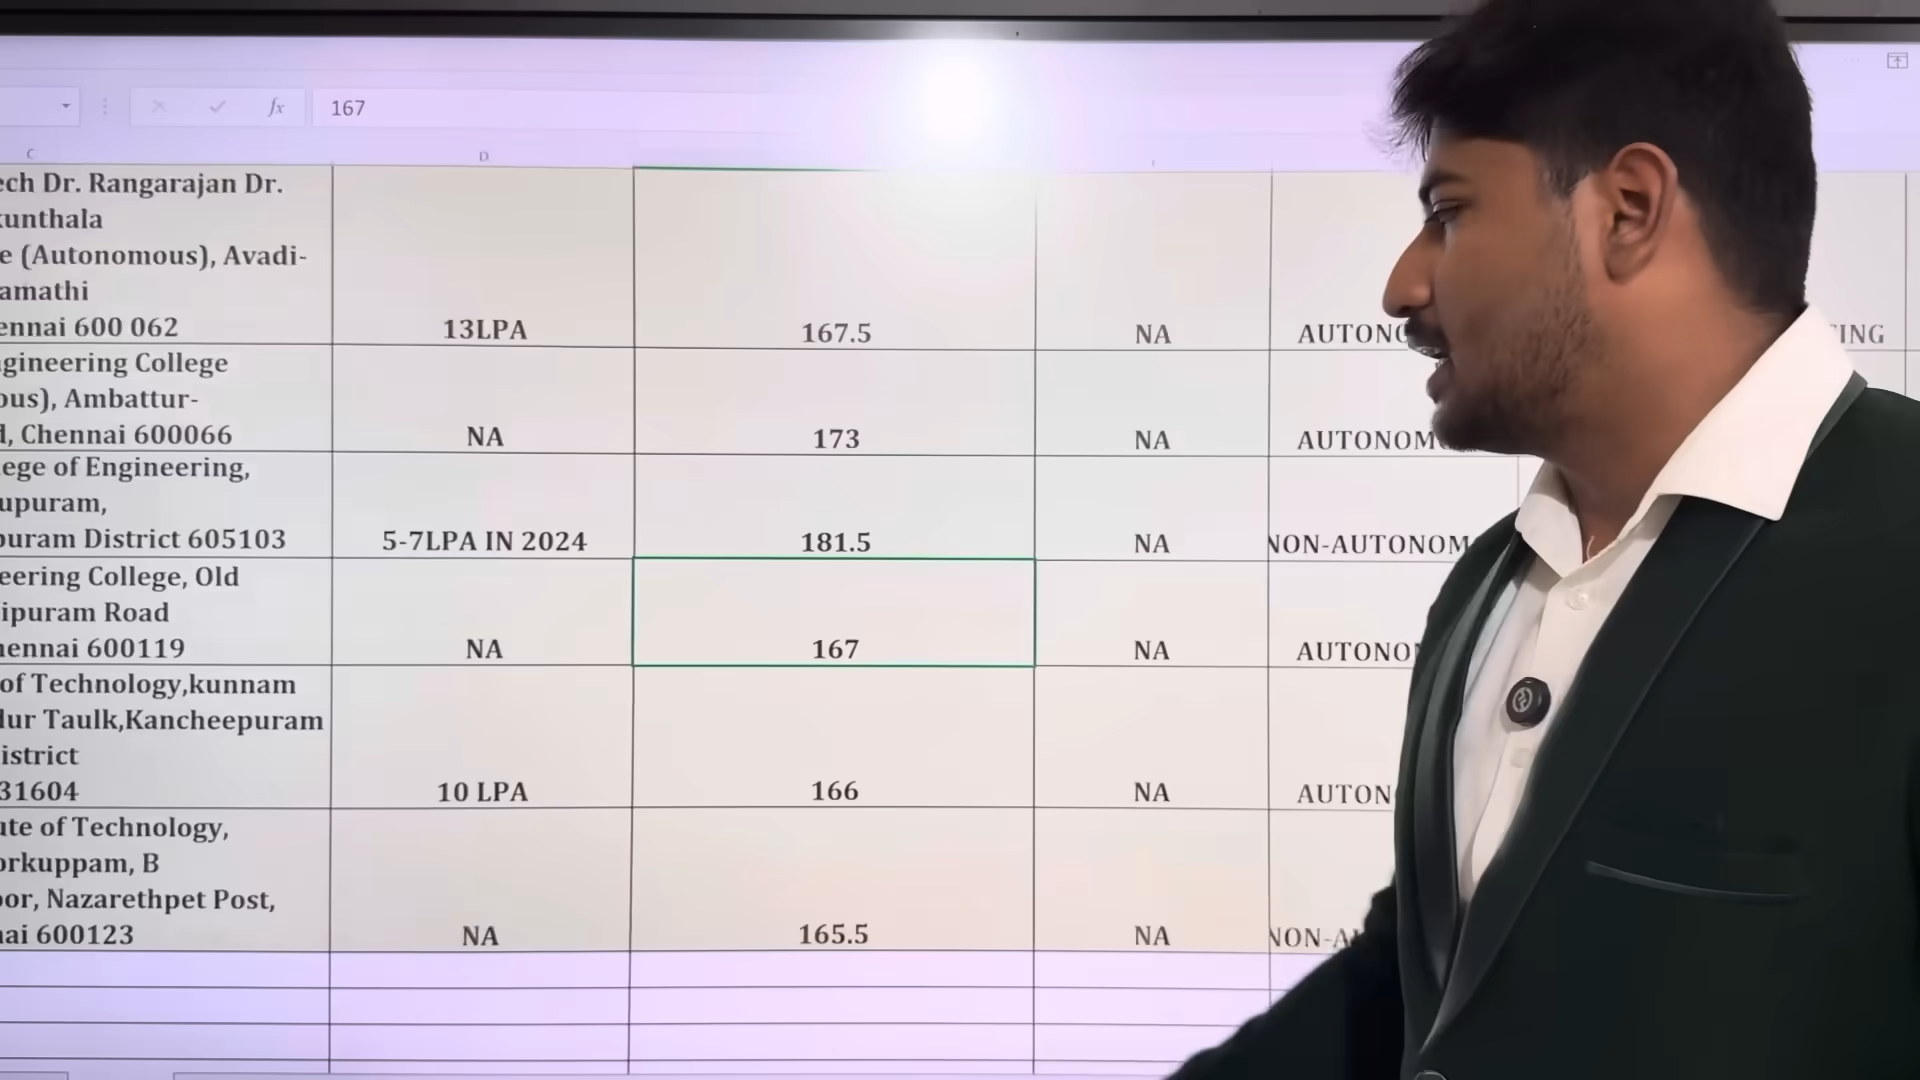 fx 167
C D
ech Dr. Rangarajan Dr.
kunthala
e (Autonomous), Avadi-
amathi
ennai 600 062 13LPA 167.5 NA AUTONO ING
gineering College
ous), Ambattur-
d, Chennai 600066 NA 173 NA AUTONOM
lege of Engineering,
upuram,
puram District 605103 5-7LPA IN 2024 181.5 NA NON-AUTONOM
eering College, Old
ipuram Road
hennai 600119 NA 167 NA AUTONO
of Technology,kunnam
dur Taulk,Kancheepuram
istrict
31604 10 LPA 166 NA AUTON
ute of Technology,
orkuppam, B
oor, Nazarethpet Post,
nai 600123 NA 165.5 NA NON-A